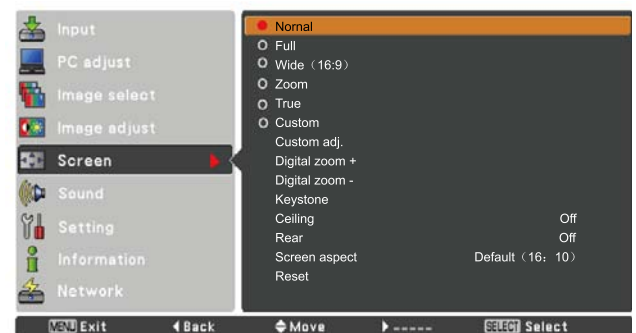 Input
PC adjust
Image select
Image adjust
Screen
Sound
Setting
Information
Network
Nornal
Full
Wide（16:9）
Zoom
True
Custom
Custom adj.
Digital zoom +
Digital zoom -
Keystone
Ceiling Off
Rear Off
Screen aspect Default（16：10）
Reset
MENU Exit Back Move ----- SELECT Select